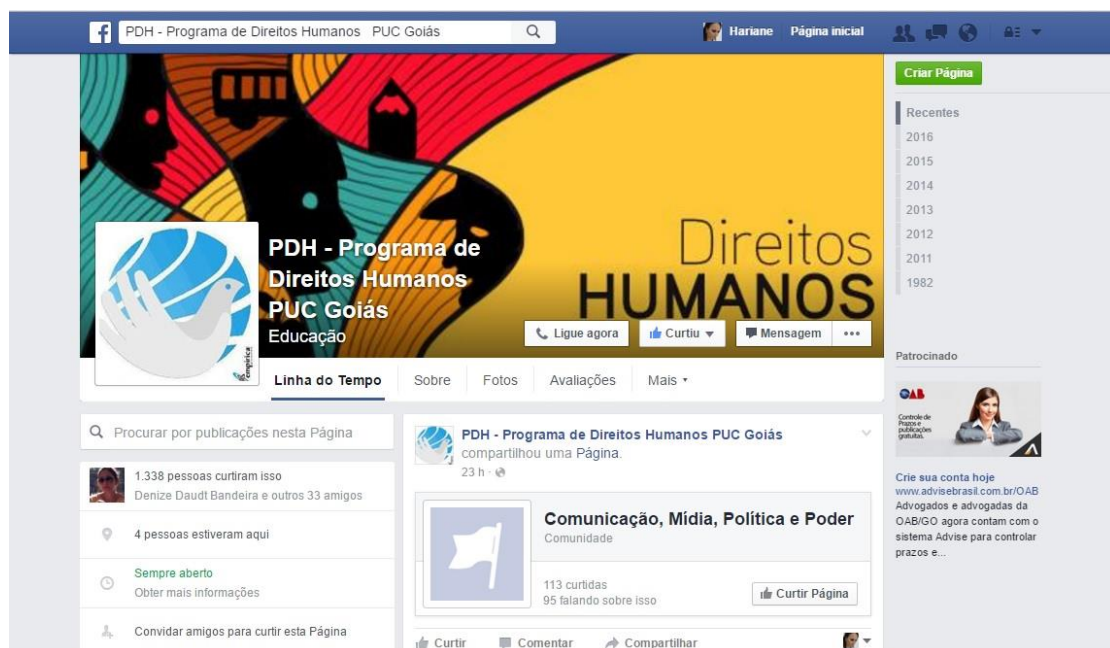 PDH - Programa de Direitos Humanos PUC Goiás
Hariane
Página inicial
Direitos
HUMANOS
PDH - Programa de
Direitos Humanos
PUC Goiás
Educação
empírica
Ligue agora
Curtiu
Mensagem
Linha do Tempo
Sobre
Fotos
Avaliações
Mais
Procurar por publicações nesta Página
1.338 pessoas curtiram isso
Denize Daudt Bandeira e outros 33 amigos
4 pessoas estiveram aqui
Sempre aberto
Obter mais informações
Convidar amigos para curtir esta Página
PDH - Programa de Direitos Humanos PUC Goiás
compartilhou uma Página.
23 h ·
Comunicação, Mídia, Política e Poder
Comunidade
113 curtidas
95 falando sobre isso
Curtir Página
Curtir
Comentar
Compartilhar
Criar Página
Recentes
2016
2015
2014
2013
2012
2011
1982
Patrocinado
OAB
Controle de
Prazos e
publicações
gratuitas.
Crie sua conta hoje
www.advisebrasil.com.br/OAB
Advogados e advogadas da
OAB/GO agora contam com o
sistema Advise para controlar
prazos e...